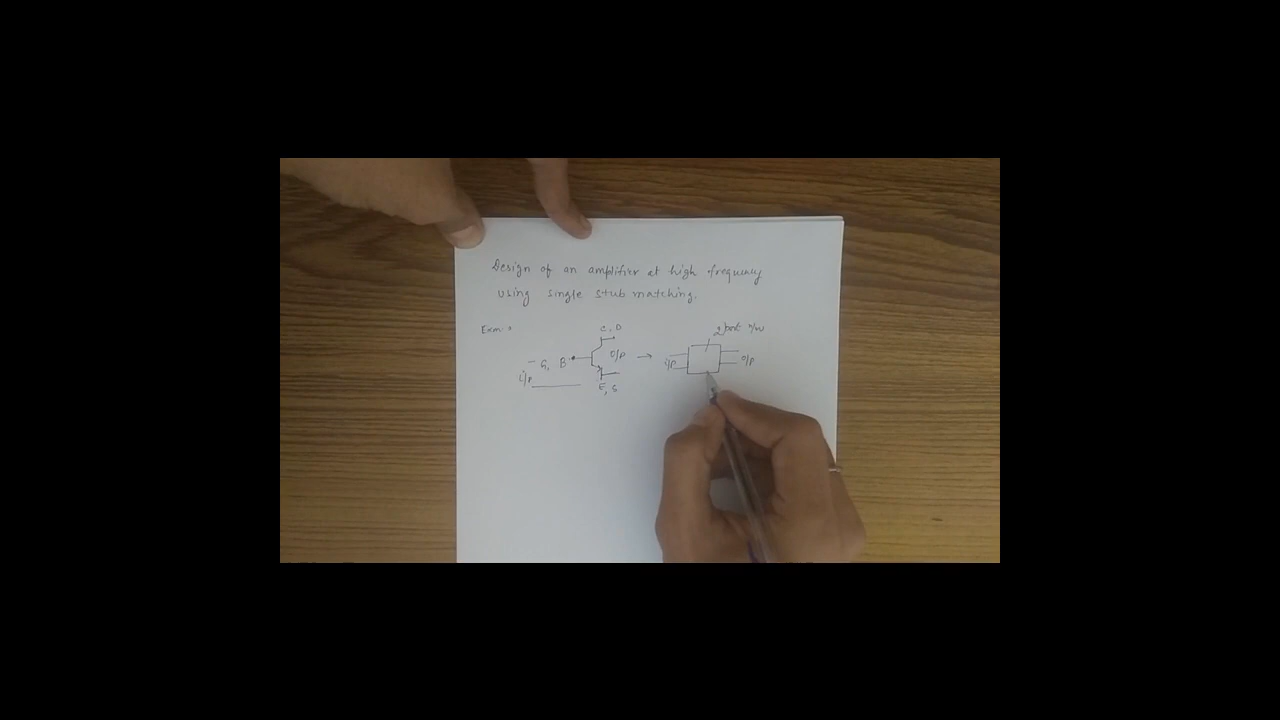 Design of an amplifier at high frequency
using single stub matching.
Exm :
C, D
2 port n/w
G, B
O/P
i/p
O/P
i/p
E, S